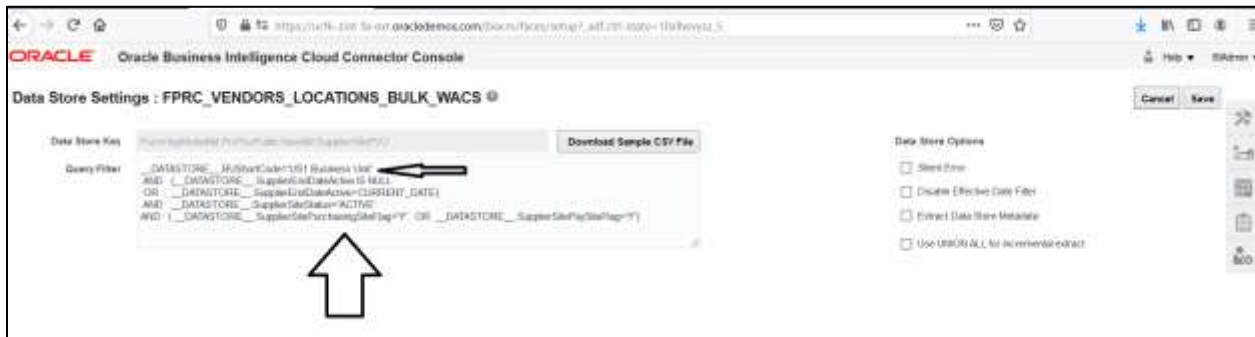 ORACLE Oracle Business Intelligence Cloud Connector Console
Help
Data Store Settings : FPRC_VENDORS_LOCATIONS_BULK_WACS
Cancel Save
Data Store Key
Download Sample CSV File
Data Store Options
Query Filter
__DATASTORE__.BUShortCode='US1 Business Unit'
AND (__DATASTORE__.SupplierEndDateActive IS NULL
OR __DATASTORE__.SupplierEndDateActive>CURRENT_DATE)
AND __DATASTORE__.SupplierSiteStatus='ACTIVE'
AND (__DATASTORE__.SupplierSitePurchasingSiteFlag='Y' OR __DATASTORE__.SupplierSitePaySiteFlag='Y')
Silent Error
Disable Effective Date Filter
Extract Data Store Metadata
Use UNION ALL for incremental extract